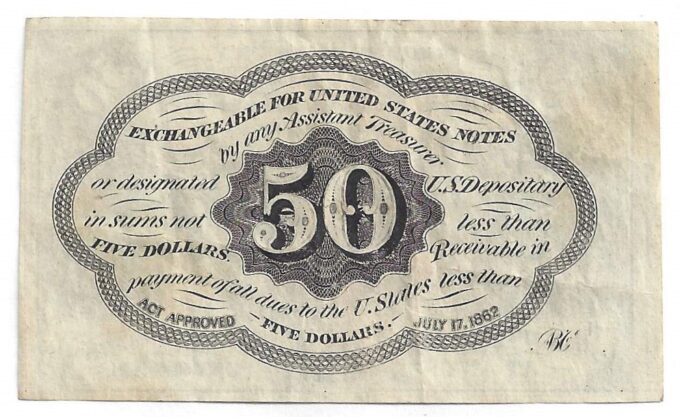 EXCHANGEABLE FOR UNITED STATES NOTES
by any Assistant Treasurer
or designated U.S. Depositary
in sums not less than
50
FIVE DOLLARS. Receivable in
payment of all dues to the U. States less than
FIVE DOLLARS.
ACT APPROVED JULY 17. 1862